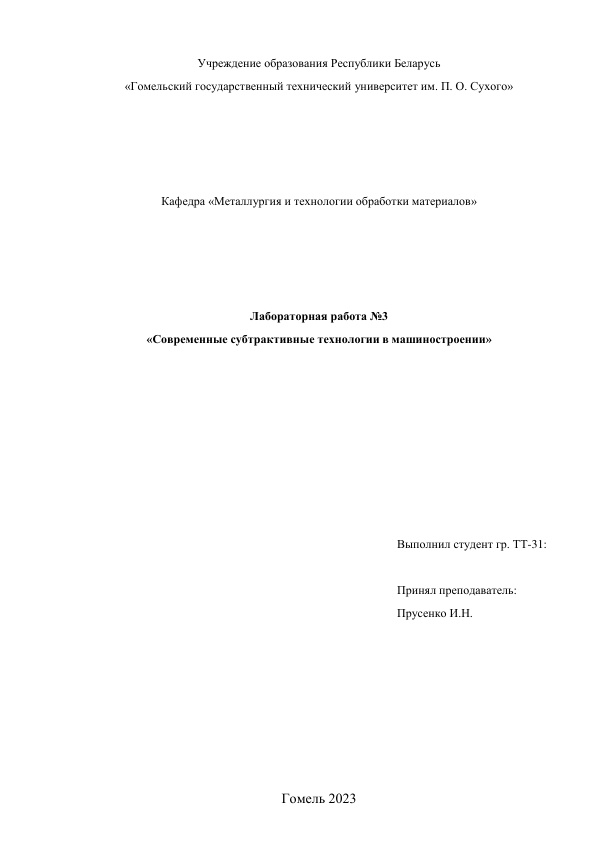 Учреждение образования Республики Беларусь
«Гомельский государственный технический университет им. П. О. Сухого»
Кафедра «Металлургия и технологии обработки материалов»
Лабораторная работа №3
«Современные субтрактивные технологии в машиностроении»
Выполнил студент гр. ТТ-31:
Принял преподаватель:
Прусенко И.Н.
Гомель 2023